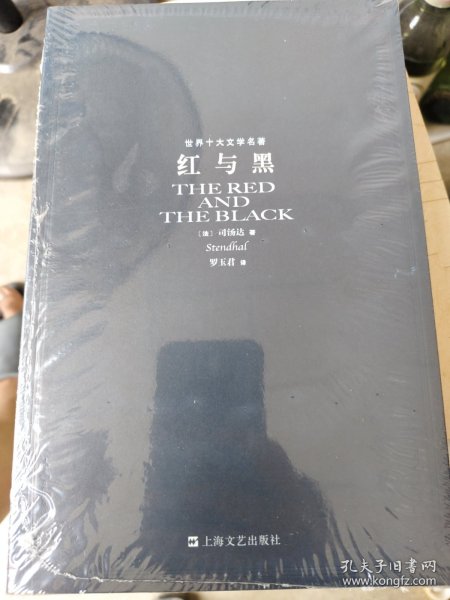 世界十大文学名著
红与黑
THE RED
AND
THE BLACK
［法］司汤达 著
Stendhal
罗玉君 译
上海文艺出版社
孔夫子旧书网
www.kongfz.com